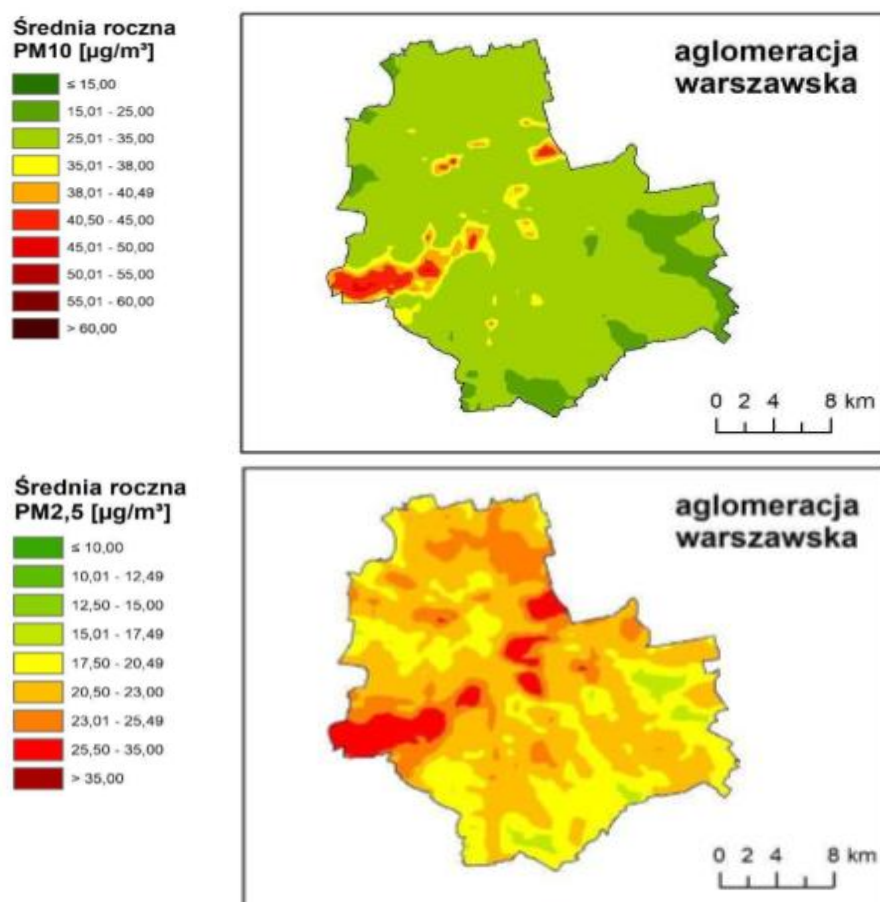 Średnia roczna
PM10 [µg/m³]
≤ 15,00
15,01 - 25,00
25,01 - 35,00
35,01 - 38,00
38,01 - 40,49
40,50 - 45,00
45,01 - 50,00
50,01 - 55,00
55,01 - 60,00
> 60,00
aglomeracja
warszawska
0 2 4 8 km
Średnia roczna
PM2,5 [µg/m³]
≤ 10,00
10,01 - 12,49
12,50 - 15,00
15,01 - 17,49
17,50 - 20,49
20,50 - 23,00
23,01 - 25,49
25,50 - 35,00
> 35,00
aglomeracja
warszawska
0 2 4 8 km